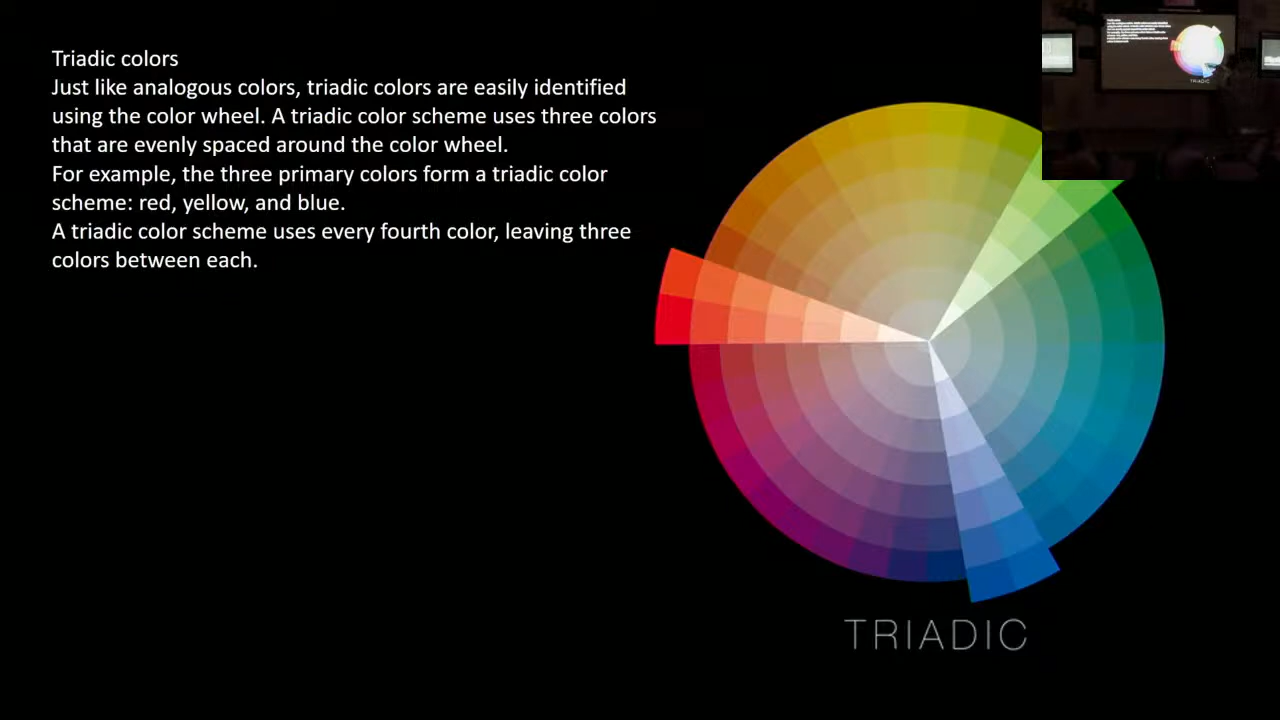 Triadic colors
Just like analogous colors, triadic colors are easily identified
using the color wheel. A triadic color scheme uses three colors
that are evenly spaced around the color wheel.
For example, the three primary colors form a triadic color
scheme: red, yellow, and blue.
A triadic color scheme uses every fourth color, leaving three
colors between each.
TRIADIC
TRIADIC